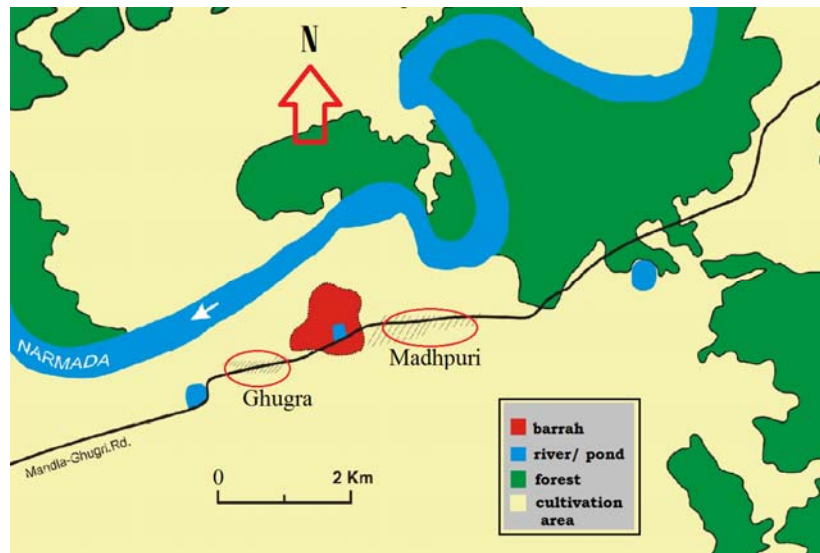 N
NARMADA
Madhpuri
Ghugra
Mandla-Ghugri.Rd.
0 2 Km
barrah
river/ pond
forest
cultivation
area